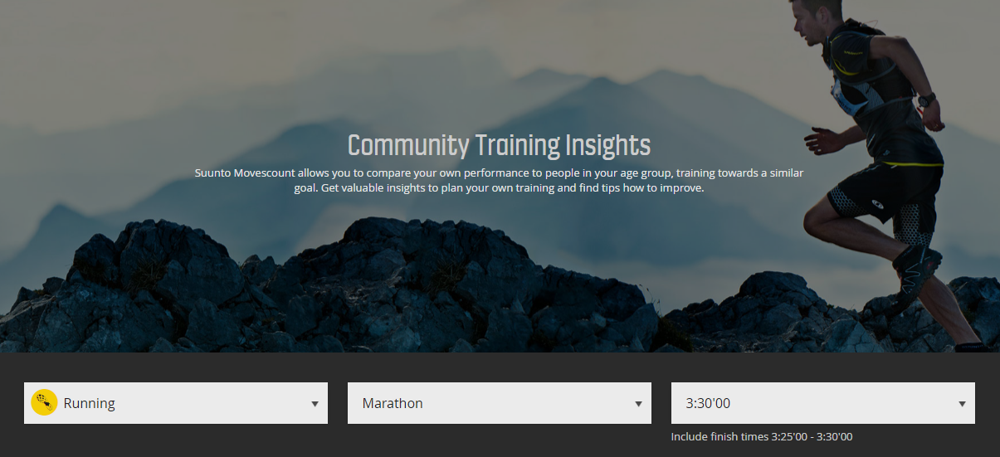 Community Training Insights
Suunto Movescount allows you to compare your own performance to people in your age group, training towards a similar
goal. Get valuable insights to plan your own training and find tips how to improve.
Running
Marathon
3:30'00
Include finish times 3:25'00 - 3:30'00